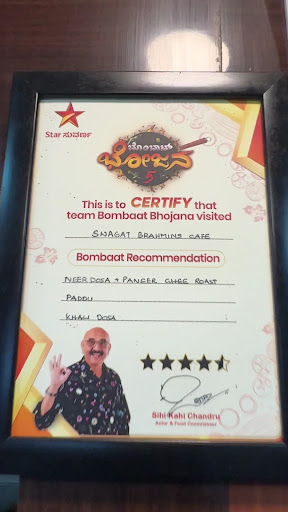 Star ಸುವರ್ಣ
ಬೊಂಬಾಟ್
ಭೋಜನ
5
This is to CERTIFY that
team Bombaat Bhojana visited
SWAGAT BRAHMINS CAFE
Bombaat Recommendation
NEER DOSA + PANEER GHEE ROAST
PADDU
KHALI DOSA
Sihi Kahi Chandru
Actor & Food Connoisseur